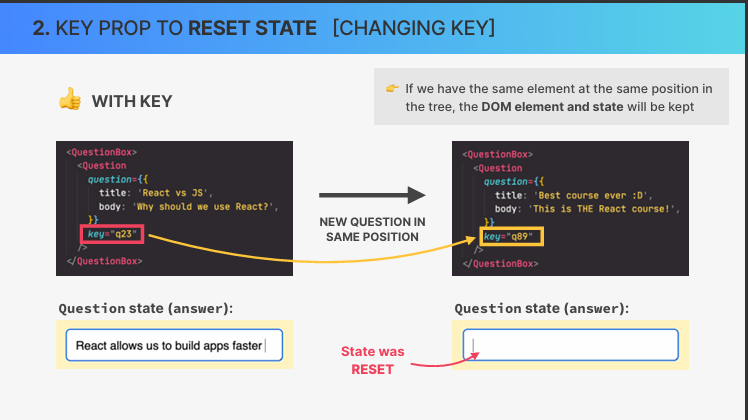 2. KEY PROP TO RESET STATE [CHANGING KEY]
👍 WITH KEY
👉 If we have the same element at the same position in
the tree, the DOM element and state will be kept
<QuestionBox>
<Question
question={{
title: 'React vs JS',
body: 'Why should we use React?',
}}
key="q23"
/>
</QuestionBox>
NEW QUESTION IN
SAME POSITION
<QuestionBox>
<Question
question={{
title: 'Best course ever :D',
body: 'This is THE React course!',
}}
key="q89"
/>
</QuestionBox>
Question state (answer):
React allows us to build apps faster
State was
RESET
Question state (answer):